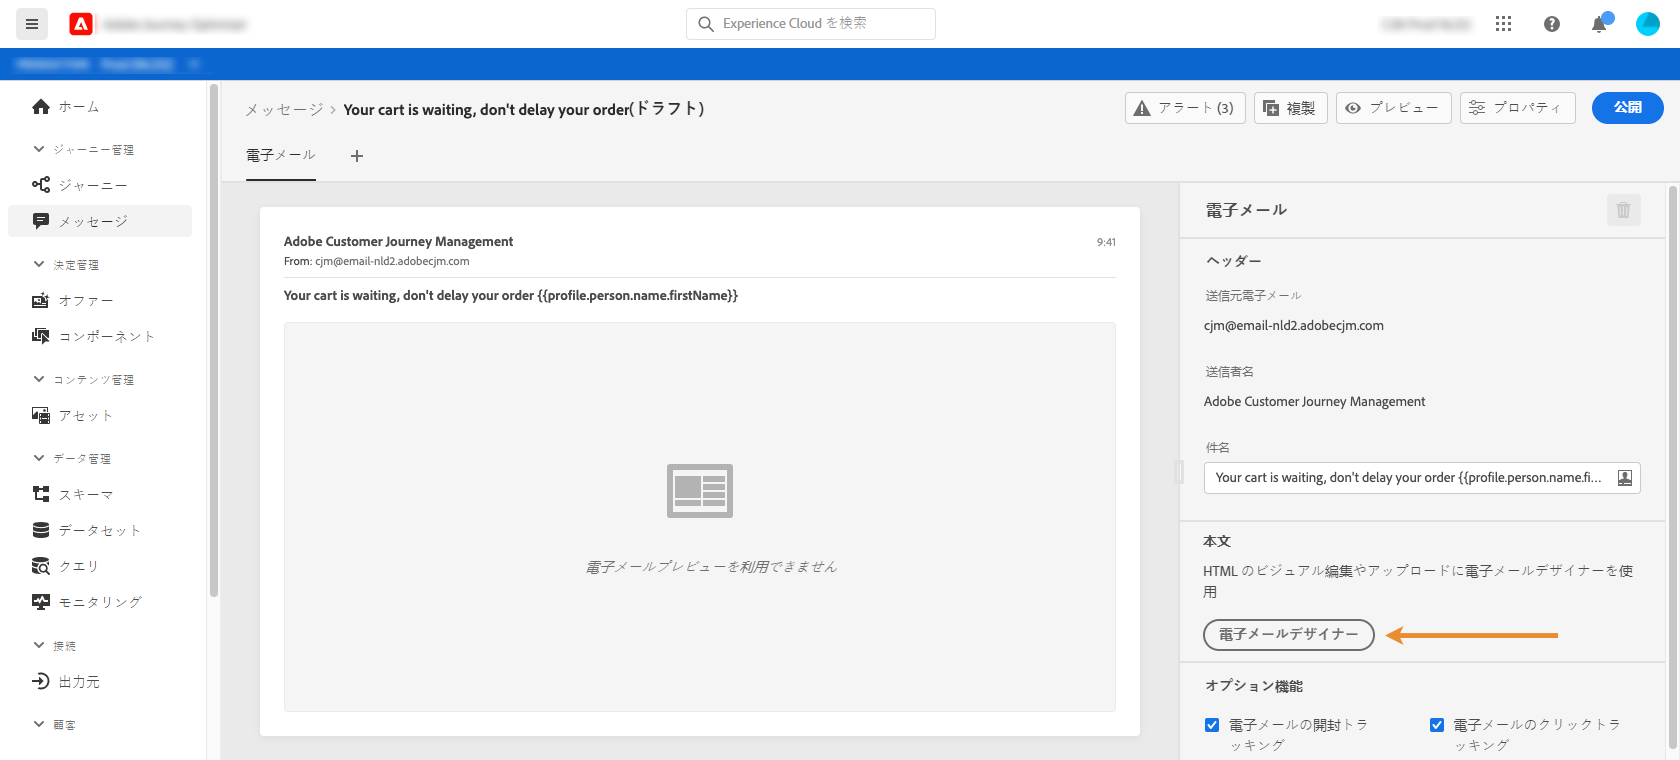 Experience Cloud を検索
ホーム
ジャーニー管理
ジャーニー
メッセージ
決定管理
オファー
コンポーネント
コンテンツ管理
アセット
データ管理
スキーマ
データセット
クエリ
モニタリング
接続
出力元
顧客
メッセージ › Your cart is waiting, don't delay your order(ドラフト)
アラート (3)
複製
プレビュー
プロパティ
公開
電子メール
Adobe Customer Journey Management
9:41
From: cjm@email-nld2.adobecjm.com
Your cart is waiting, don't delay your order {{profile.person.name.firstName}}
電子メールプレビューを利用できません
電子メール
ヘッダー
送信元電子メール
cjm@email-nld2.adobecjm.com
送信者名
Adobe Customer Journey Management
件名
Your cart is waiting, don't delay your order {{profile.person.name.fi...
本文
HTML のビジュアル編集やアップロードに電子メールデザイナーを使
用
電子メールデザイナー
オプション機能
電子メールの開封トラ
ッキング
電子メールのクリックトラ
ッキング